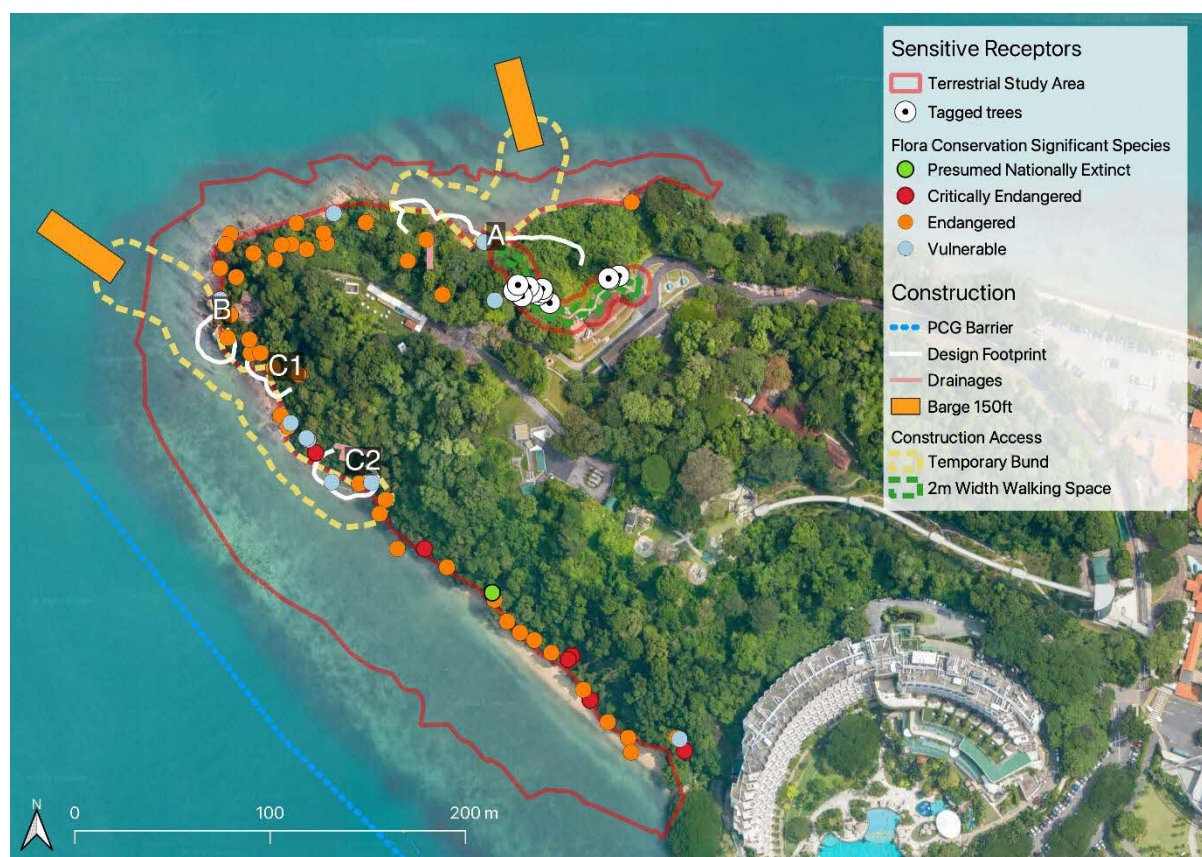 Sensitive Receptors
Terrestrial Study Area
Tagged trees
Flora Conservation Significant Species
Presumed Nationally Extinct
Critically Endangered
Endangered
Vulnerable
Construction
PCG Barrier
Design Footprint
Drainages
Barge 150ft
Construction Access
Temporary Bund
2m Width Walking Space
A
B
C1
C2
N
0
100
200 m